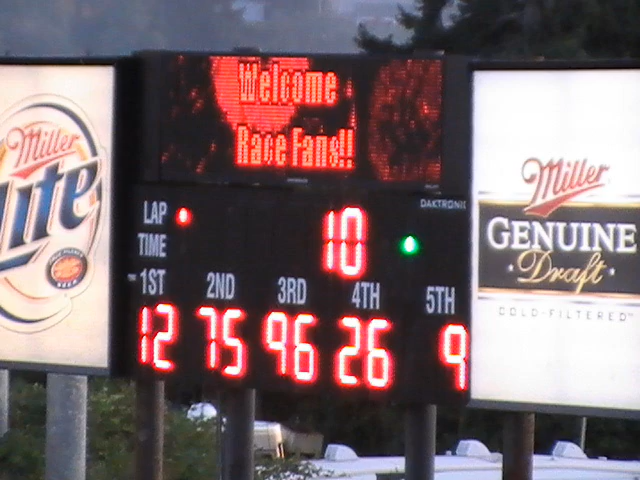 Welcome
Race Fans!!
DAKTRONI
LAP 10
TIME
1ST 2ND 3RD 4TH 5TH
12 75 96 26 9
Miller
Lite
Miller
GENUINE
Draft
COLD-FILTERED